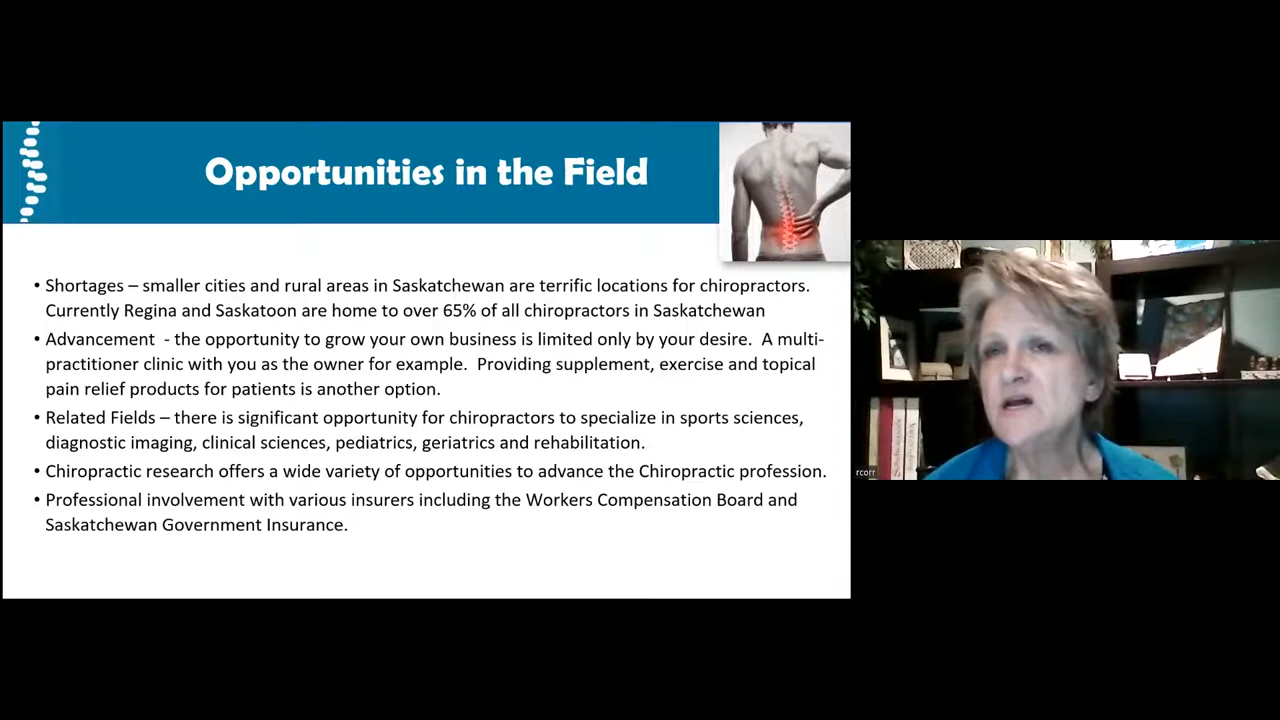 Opportunities in the Field
• Shortages – smaller cities and rural areas in Saskatchewan are terrific locations for chiropractors.
Currently Regina and Saskatoon are home to over 65% of all chiropractors in Saskatchewan
• Advancement  - the opportunity to grow your own business is limited only by your desire.  A multi-
practitioner clinic with you as the owner for example.  Providing supplement, exercise and topical
pain relief products for patients is another option.
• Related Fields – there is significant opportunity for chiropractors to specialize in sports sciences,
diagnostic imaging, clinical sciences, pediatrics, geriatrics and rehabilitation.
• Chiropractic research offers a wide variety of opportunities to advance the Chiropractic profession.
• Professional involvement with various insurers including the Workers Compensation Board and
Saskatchewan Government Insurance.
rcorr